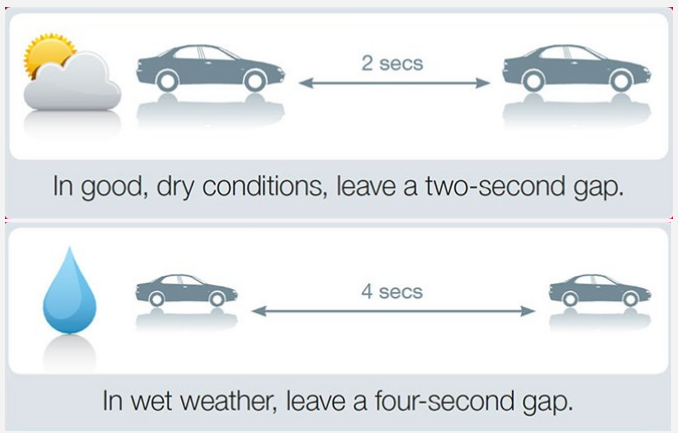 2 secs
In good, dry conditions, leave a two-second gap.
4 secs
In wet weather, leave a four-second gap.